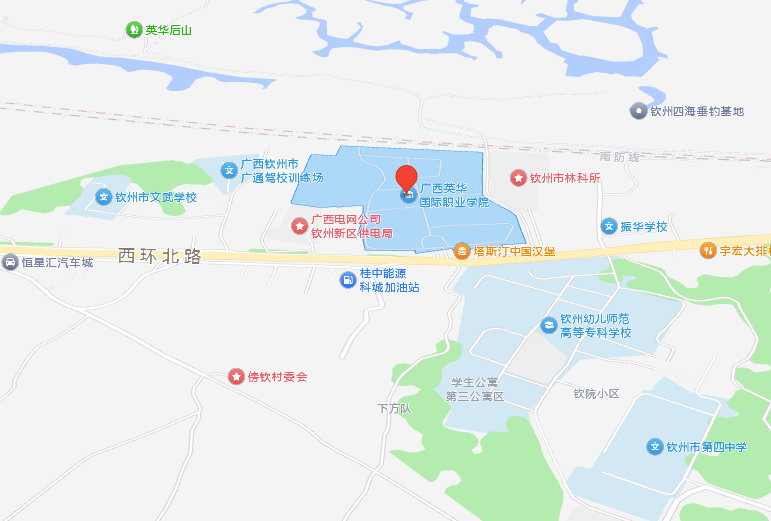 英华后山
钦州四海垂钓基地
南防线
广西钦州市
广通驾校训练场
钦州市文武学校
广西英华
国际职业学院
钦州市林科所
广西电网公司
钦州新区供电局
振华学校
西环北路
塔斯汀中国汉堡
宇宏大排档
恒星汇汽车城
桂中能源
科城加油站
钦州幼儿师范
高等专科学校
傍钦村委会
学生公寓
第三公寓区
钦院小区
下方队
钦州市第四中学